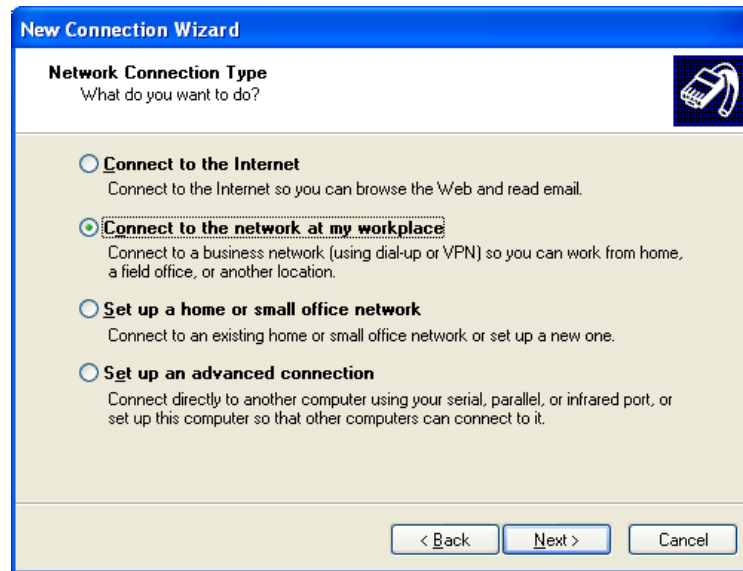 New Connection Wizard
Network Connection Type
What do you want to do?
Connect to the Internet
Connect to the Internet so you can browse the Web and read email.
Connect to the network at my workplace
Connect to a business network (using dial-up or VPN) so you can work from home,
a field office, or another location.
Set up a home or small office network
Connect to an existing home or small office network or set up a new one.
Set up an advanced connection
Connect directly to another computer using your serial, parallel, or infrared port, or
set up this computer so that other computers can connect to it.
< Back Next > Cancel